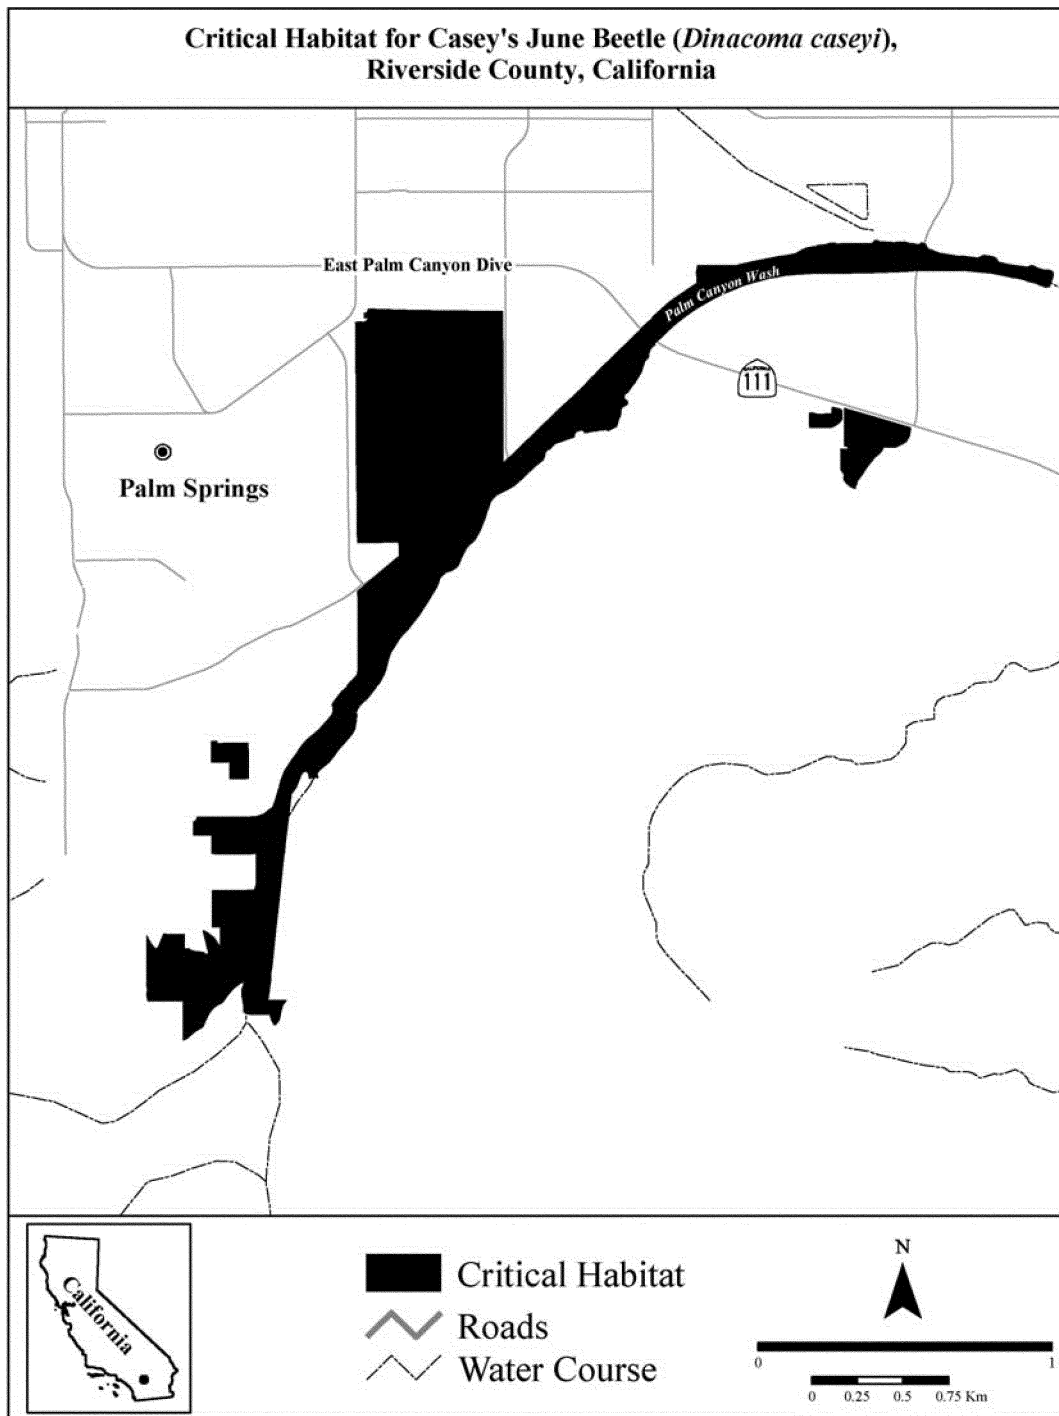 Critical Habitat for Casey's June Beetle (Dinacoma caseyi),
Riverside County, California
East Palm Canyon Dive
Palm Canyon Wash
CALIFORNIA
111
Palm Springs
California
Critical Habitat
Roads
Water Course
N
0 1
0 0.25 0.5 0.75 Km